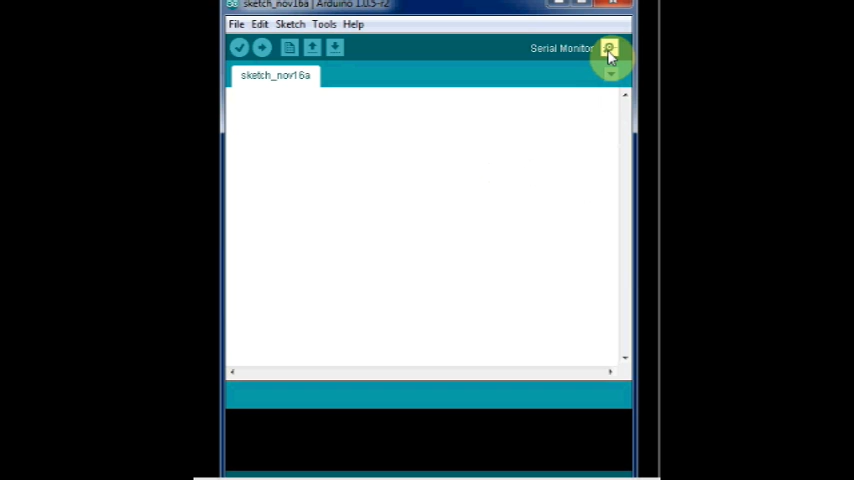 sketch_nov16a | Arduino 1.0.5-r2
File Edit Sketch Tools Help
Serial Monitor
sketch_nov16a